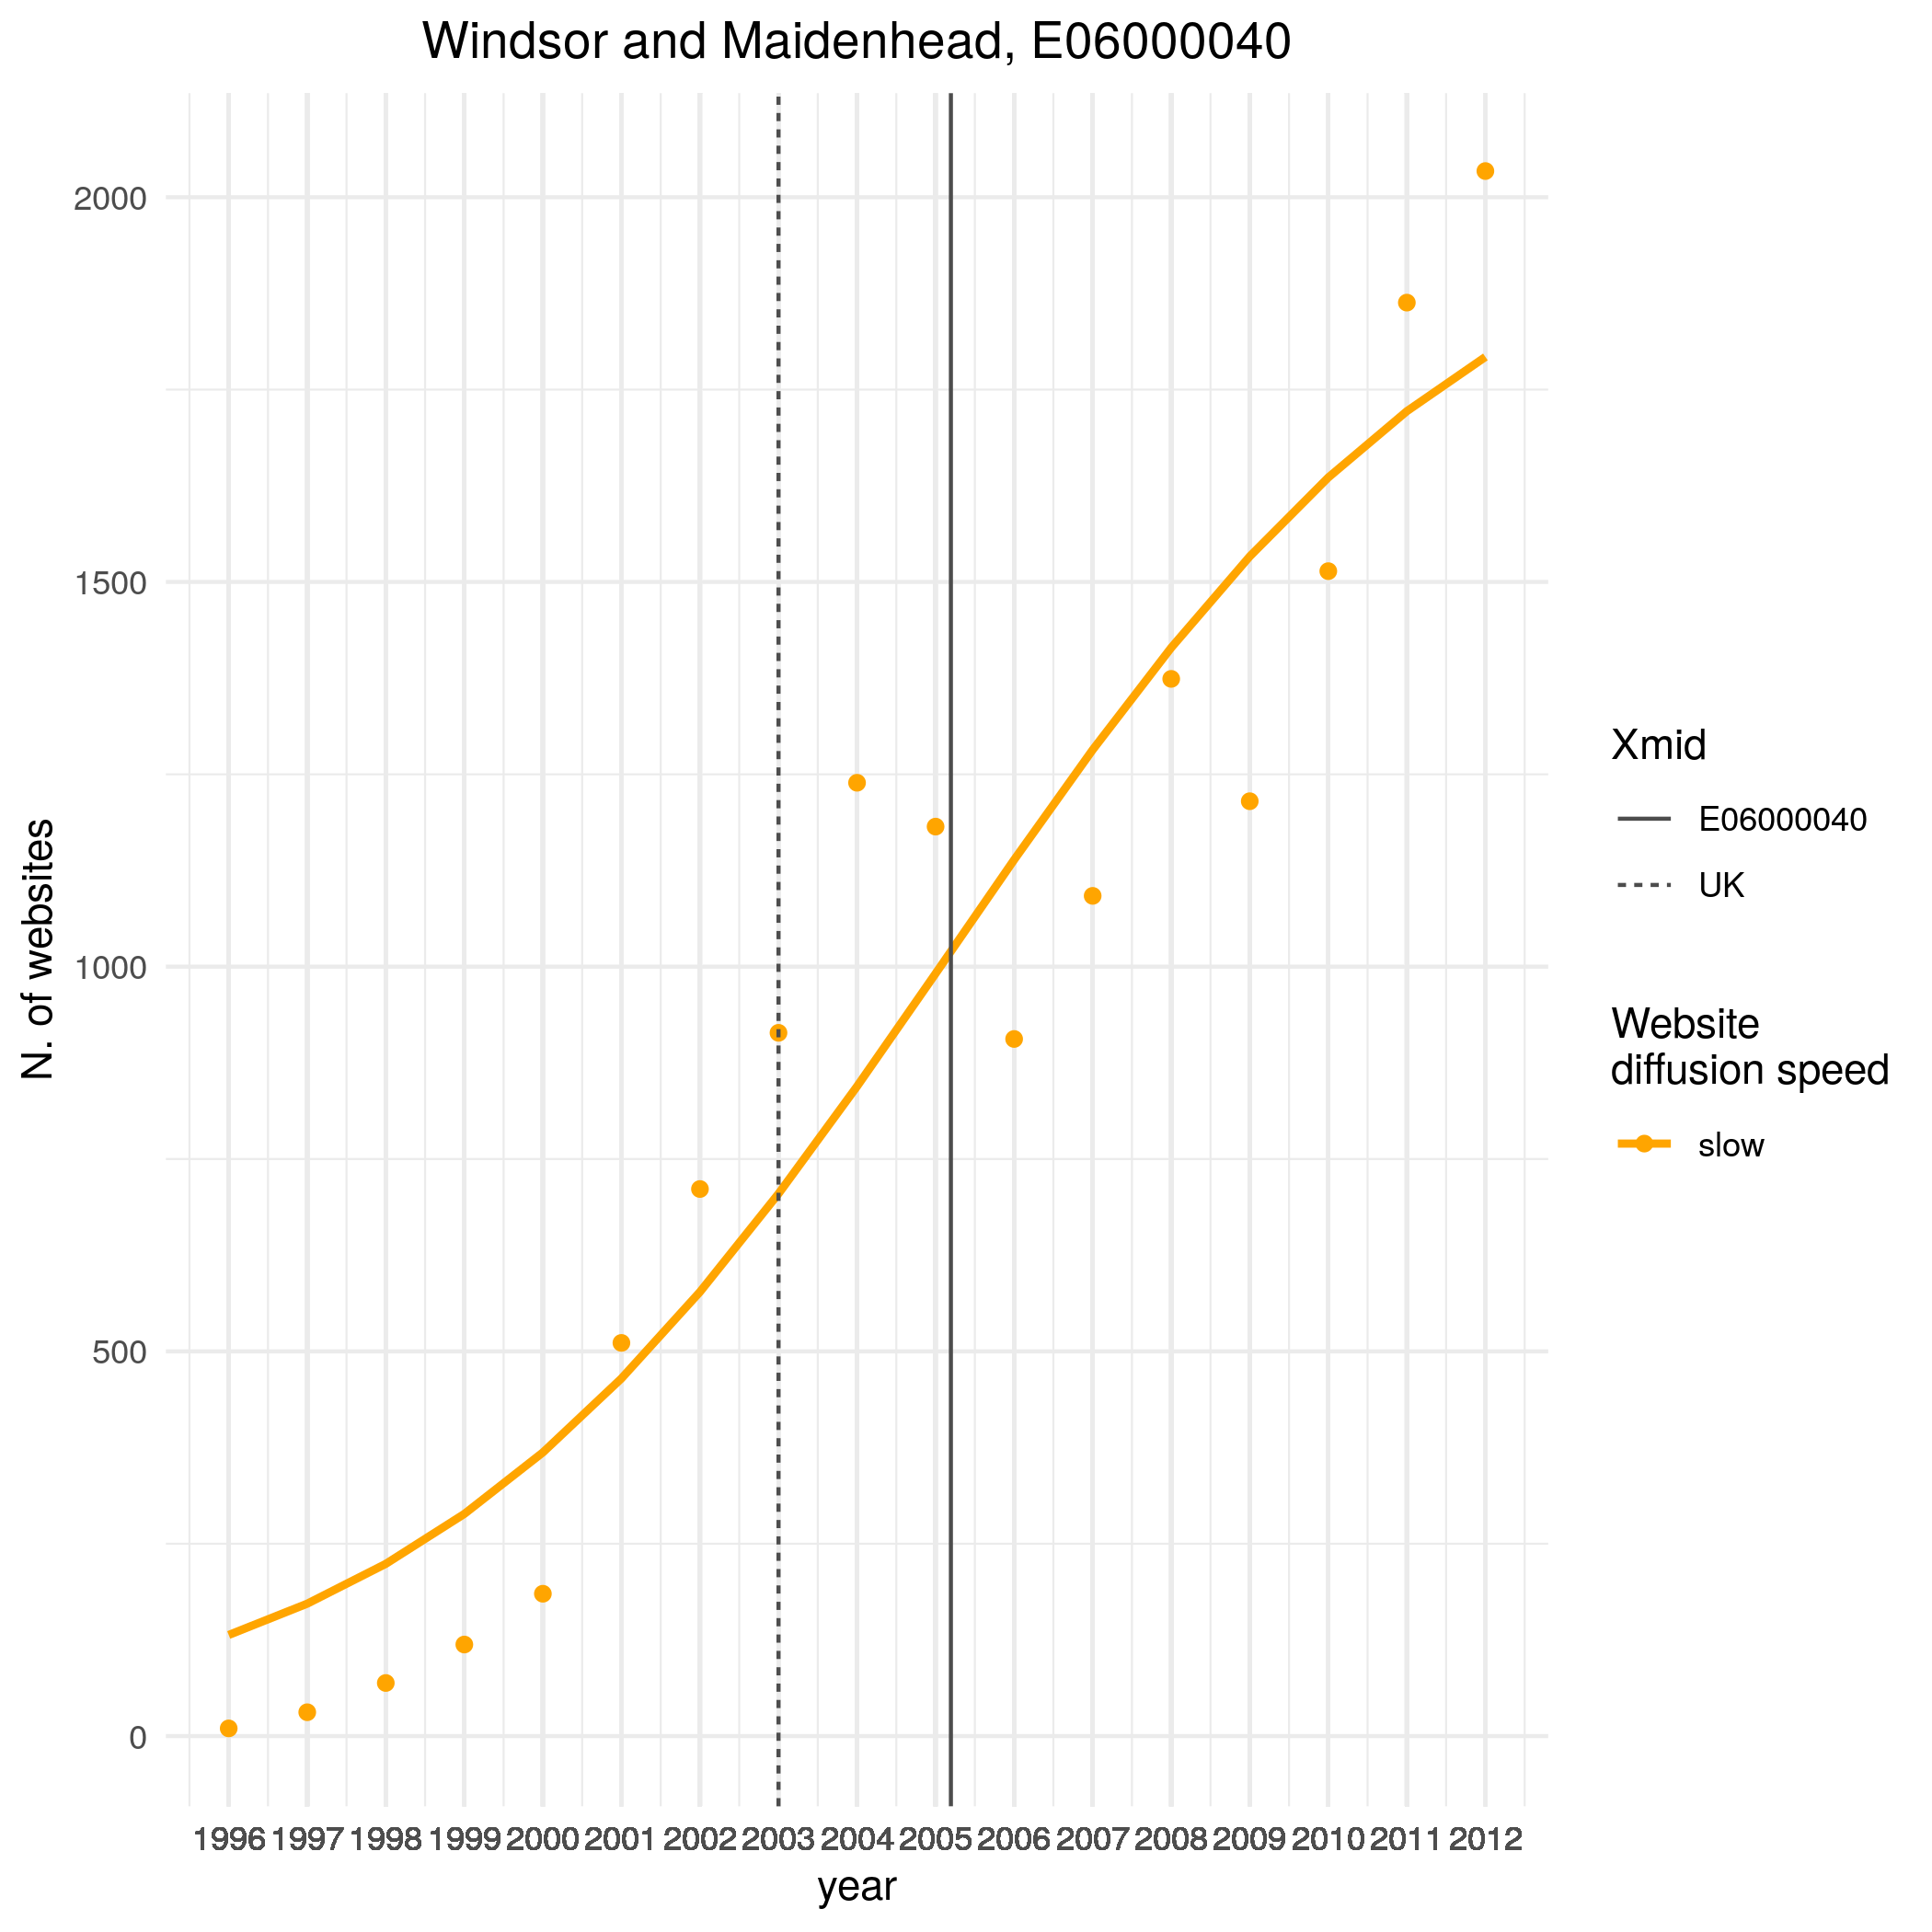 Windsor and Maidenhead, E06000040
N. of websites
2000
1500
1000
500
0
1996 1997 1998 1999 2000 2001 2002 2003 2004 2005 2006 2007 2008 2009 2010 2011 2012
year
Xmid
E06000040
UK
Website
diffusion speed
slow